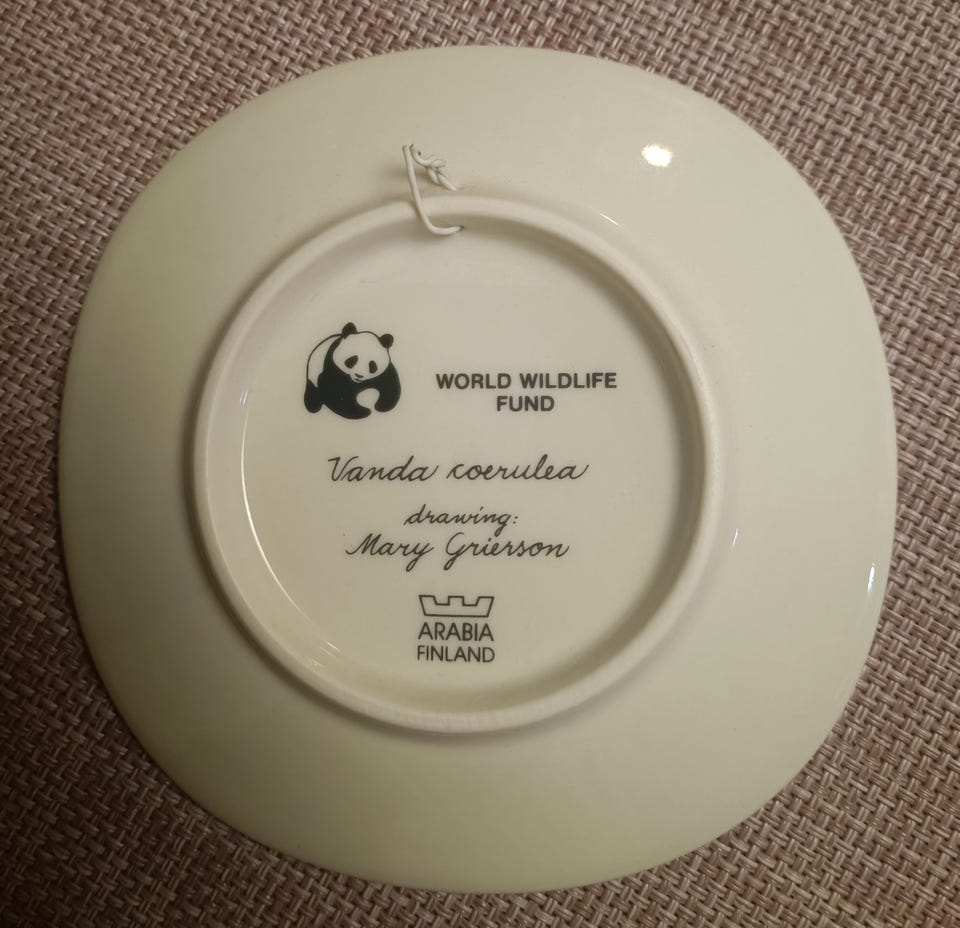 WORLD WILDLIFE
FUND
Vanda coerulea
drawing:
Mary Grierson
ARABIA
FINLAND